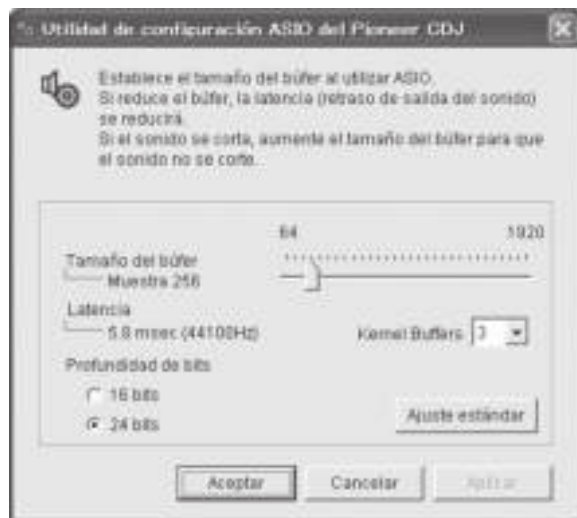 Utilidad de configuración ASIO del Pioneer CDJ
Establece el tamaño del búfer al utilizar ASIO.
Si reduce el búfer, la latencia (retraso de salida del sonido)
se reducirá.
Si el sonido se corta, aumente el tamaño del búfer para que
el sonido no se corte.
64 1920
Tamaño del búfer
Muestra 256
Latencia
5.8 msec (44100Hz)
Kernel Buffers 3
Profundidad de bits
16 bits
24 bits
Ajuste estándar
Aceptar Cancelar Aplicar